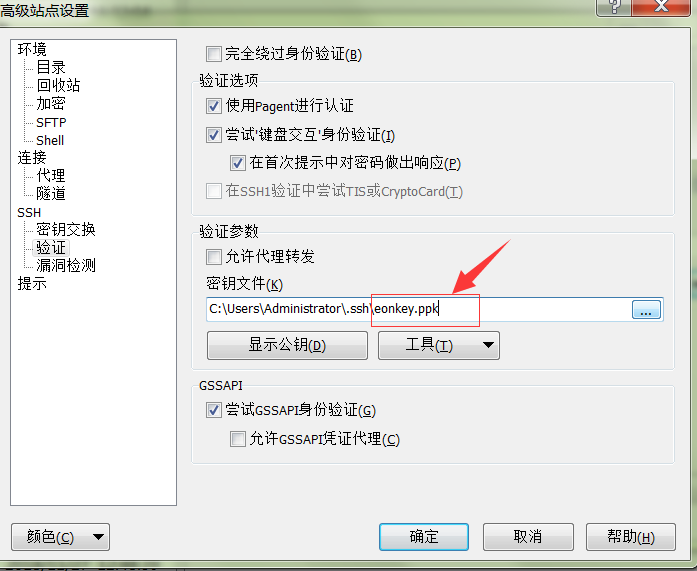 高级站点设置
环境
目录
回收站
加密
SFTP
Shell
连接
代理
隧道
SSH
密钥交换
验证
漏洞检测
提示
完全绕过身份验证(B)
验证选项
使用Pagent进行认证
尝试'键盘交互'身份验证(I)
在首次提示中对密码做出响应(P)
在SSH1验证中尝试TIS或CryptoCard(T)
验证参数
允许代理转发
密钥文件(K)
C:\Users\Administrator\.ssh\eonkey.ppk
...
显示公钥(D)
工具(T)
GSSAPI
尝试GSSAPI身份验证(G)
允许GSSAPI凭证代理(C)
颜色(C)
确定
取消
帮助(H)